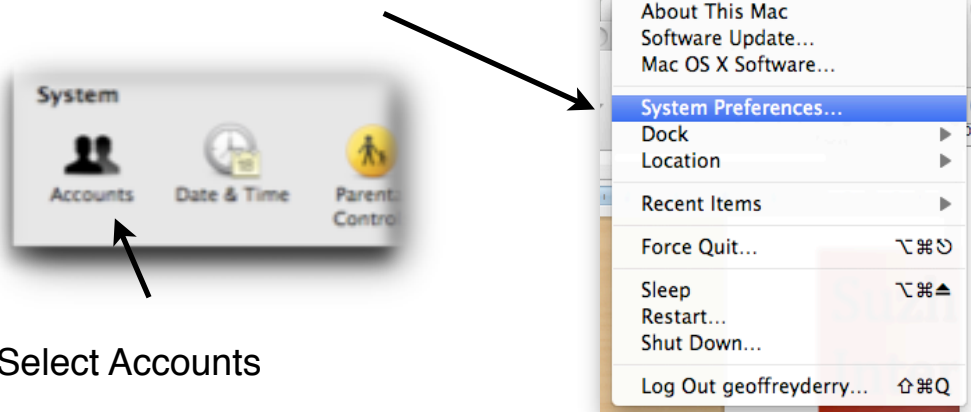 About This Mac
Software Update...
Mac OS X Software...
System Preferences...
Dock
Location
Recent Items
Force Quit... ⌥⌘⎋
Sleep ⌥⌘⏏
Restart...
Shut Down...
Log Out geoffreyderry... ⇧⌘Q
System
Accounts
Date & Time
18
Select Accounts